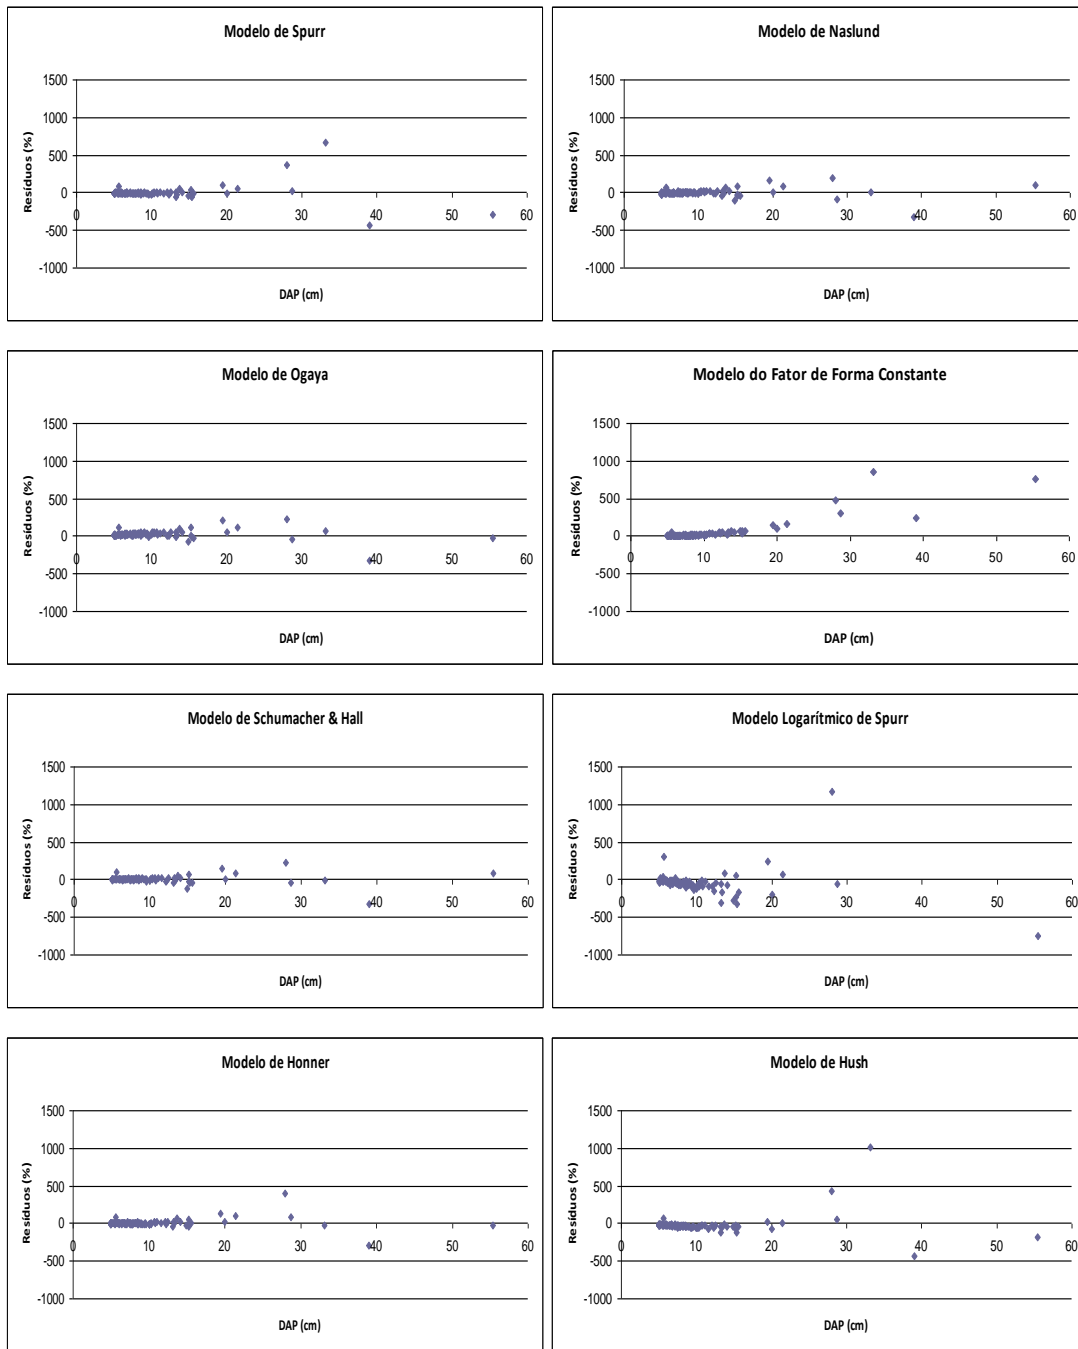 Modelo de Spurr
1500
1000
500
0
-500
-1000
0 10 20 30 40 50 60
Resíduos (%)
DAP (cm)
Modelo de Naslund
1500
1000
500
0
-500
-1000
0 10 20 30 40 50 60
Resíduos (%)
DAP (cm)
Modelo de Ogaya
1500
1000
500
0
-500
-1000
0 10 20 30 40 50 60
Resíduos (%)
DAP (cm)
Modelo do Fator de Forma Constante
1500
1000
500
0
-500
-1000
0 10 20 30 40 50 60
Resíduos (%)
DAP (cm)
Modelo de Schumacher & Hall
1500
1000
500
0
-500
-1000
0 10 20 30 40 50 60
Resíduos (%)
DAP (cm)
Modelo Logarítmico de Spurr
1500
1000
500
0
-500
-1000
0 10 20 30 40 50 60
Resíduos (%)
DAP (cm)
Modelo de Honner
1500
1000
500
0
-500
-1000
0 10 20 30 40 50 60
Resíduos (%)
DAP (cm)
Modelo de Hush
1500
1000
500
0
-500
-1000
0 10 20 30 40 50 60
Resíduos (%)
DAP (cm)